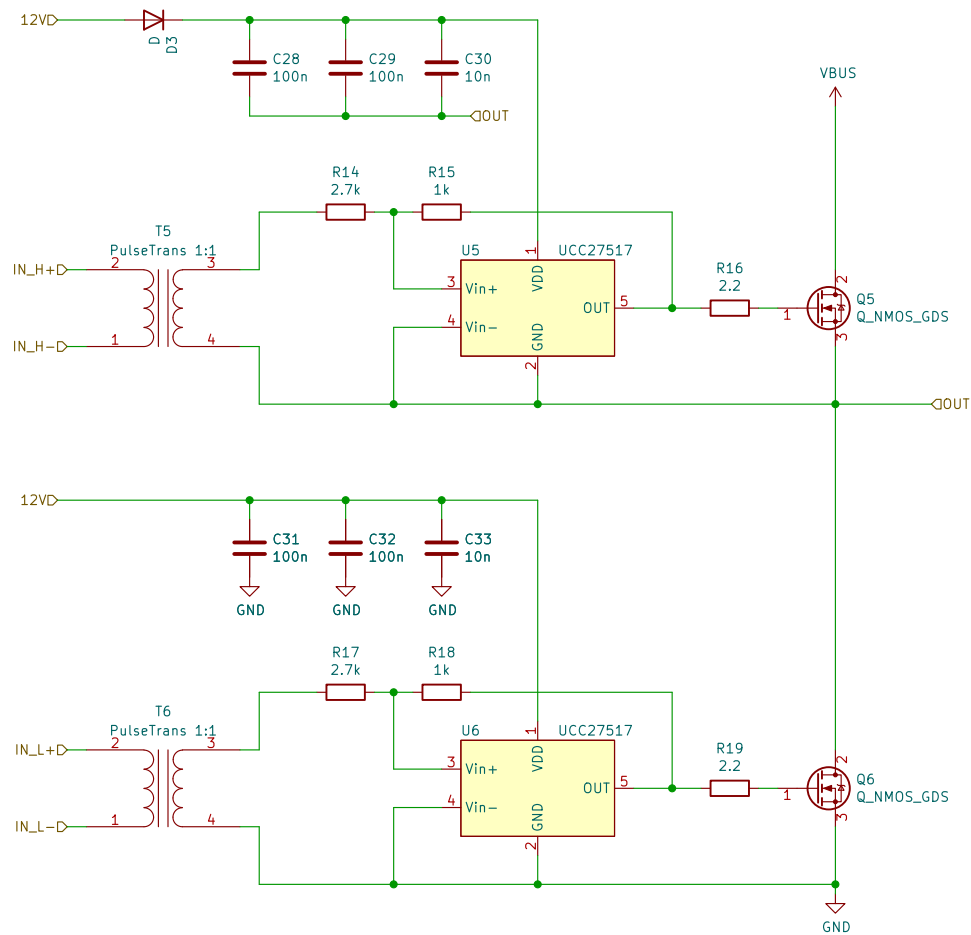 12V
D
D3
C28
100n
C29
100n
C30
10n
OUT
VBUS
R14
2.7k
R15
1k
T5
PulseTrans 1:1
IN_H+
2
3
IN_H-
1
4
U5
UCC27517
1
VDD
3
Vin+
4
Vin-
OUT
5
GND
2
R16
2.2
1
2
3
Q5
Q_NMOS_GDS
OUT
12V
C31
100n
C32
100n
C33
10n
GND
GND
GND
R17
2.7k
R18
1k
T6
PulseTrans 1:1
IN_L+
2
3
IN_L-
1
4
U6
UCC27517
1
VDD
3
Vin+
4
Vin-
OUT
5
GND
2
R19
2.2
1
2
3
Q6
Q_NMOS_GDS
GND